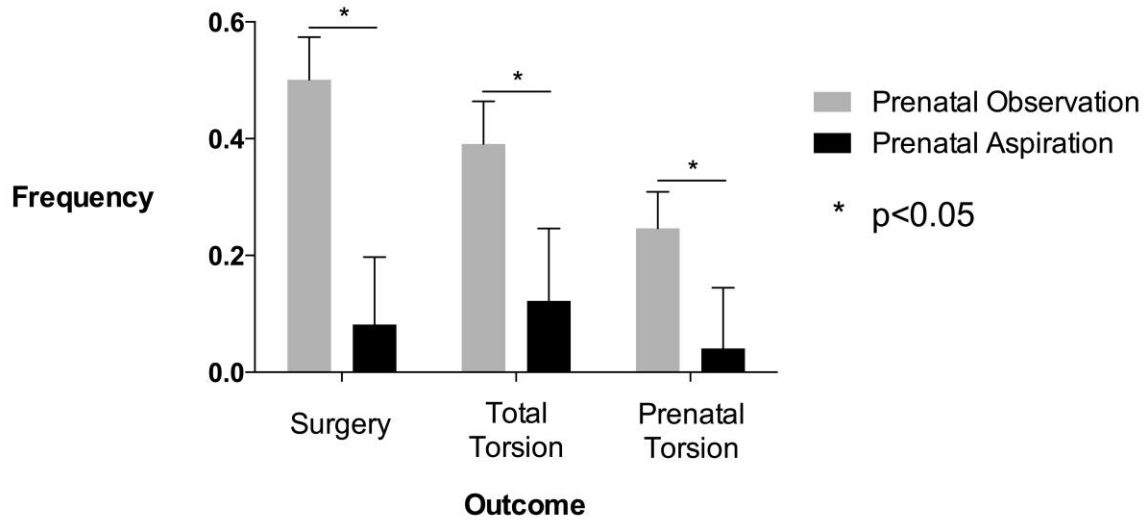 0.6
0.4
0.2
0.0
Frequency
*
*
*
Surgery
Total
Torsion
Prenatal
Torsion
Outcome
Prenatal Observation
Prenatal Aspiration
* p<0.05